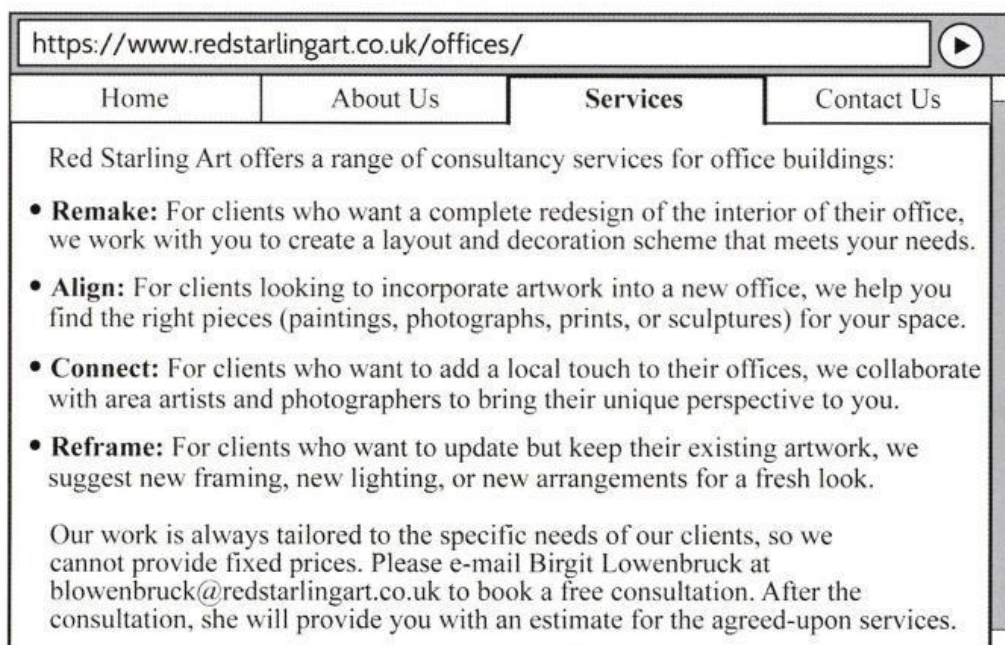 https://www.redstarlingart.co.uk/offices/
Home About Us Services Contact Us
Red Starling Art offers a range of consultancy services for office buildings:
• Remake: For clients who want a complete redesign of the interior of their office,
we work with you to create a layout and decoration scheme that meets your needs.
• Align: For clients looking to incorporate artwork into a new office, we help you
find the right pieces (paintings, photographs, prints, or sculptures) for your space.
• Connect: For clients who want to add a local touch to their offices, we collaborate
with area artists and photographers to bring their unique perspective to you.
• Reframe: For clients who want to update but keep their existing artwork, we
suggest new framing, new lighting, or new arrangements for a fresh look.
Our work is always tailored to the specific needs of our clients, so we
cannot provide fixed prices. Please e-mail Birgit Lowenbruck at
blowenbruck@redstarlingart.co.uk to book a free consultation. After the
consultation, she will provide you with an estimate for the agreed-upon services.